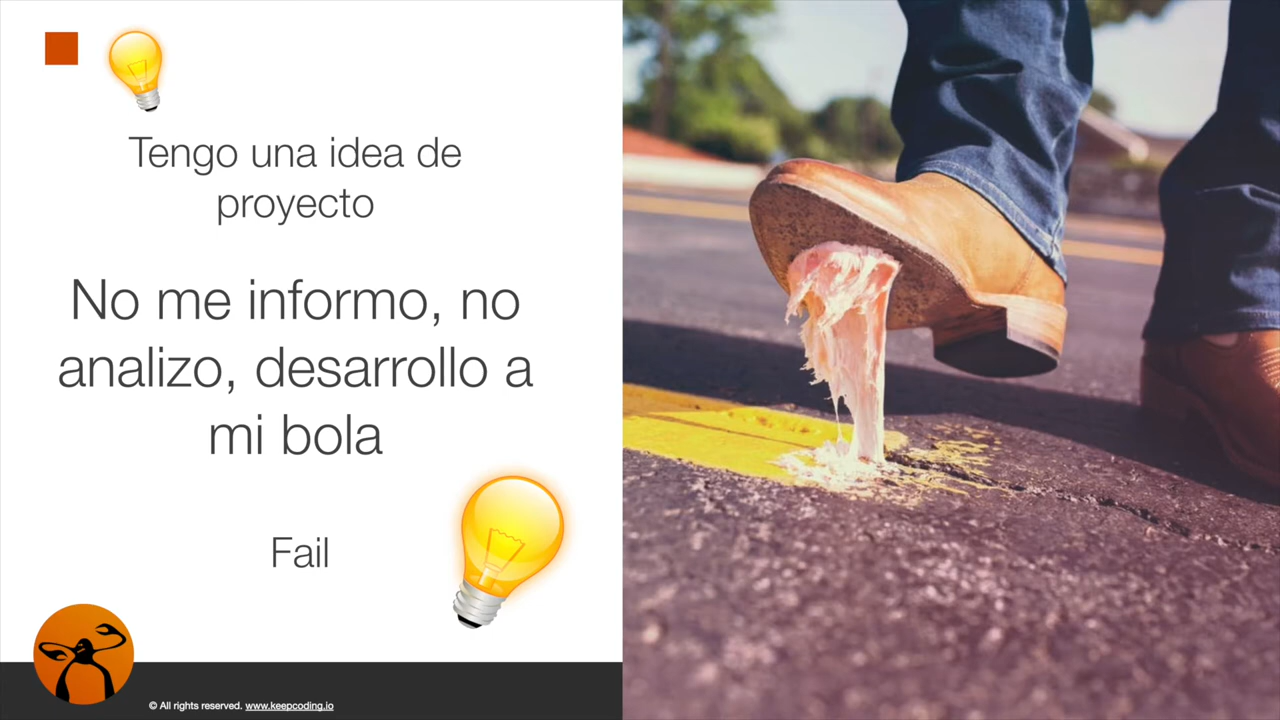 Tengo una idea de
proyecto
No me informo, no
analizo, desarrollo a
mi bola
Fail
© All rights reserved. www.keepcoding.io